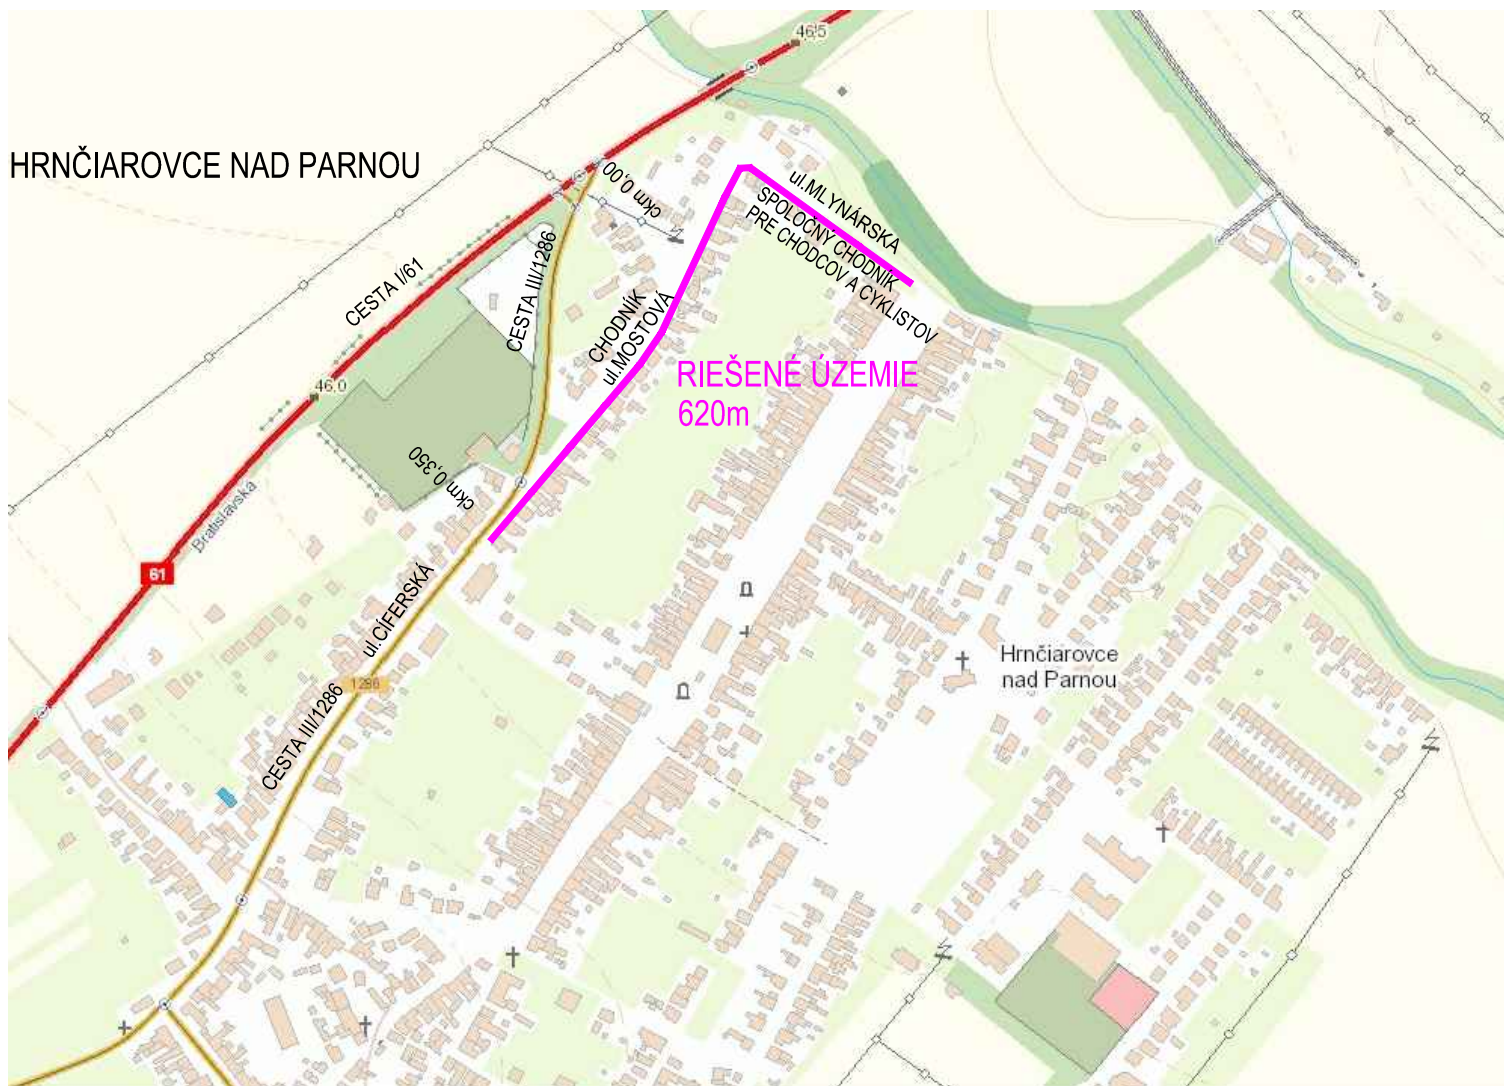 46,5
HRNČIAROVCE NAD PARNOU
ckm 0,00
ul.MLYNÁRSKA
SPOLOČNÝ CHODNÍK
PRE CHODCOV A CYKLISTOV
CESTA I/61
CESTA III/1286
CHODNÍK
ul.MOSTOVÁ
RIEŠENÉ ÚZEMIE
620m
46,0
ckm 0,350
Bratislavská
61
ul.CÍFERSKÁ
1286
CESTA III/1286
Hrnčiarovce
nad Parnou